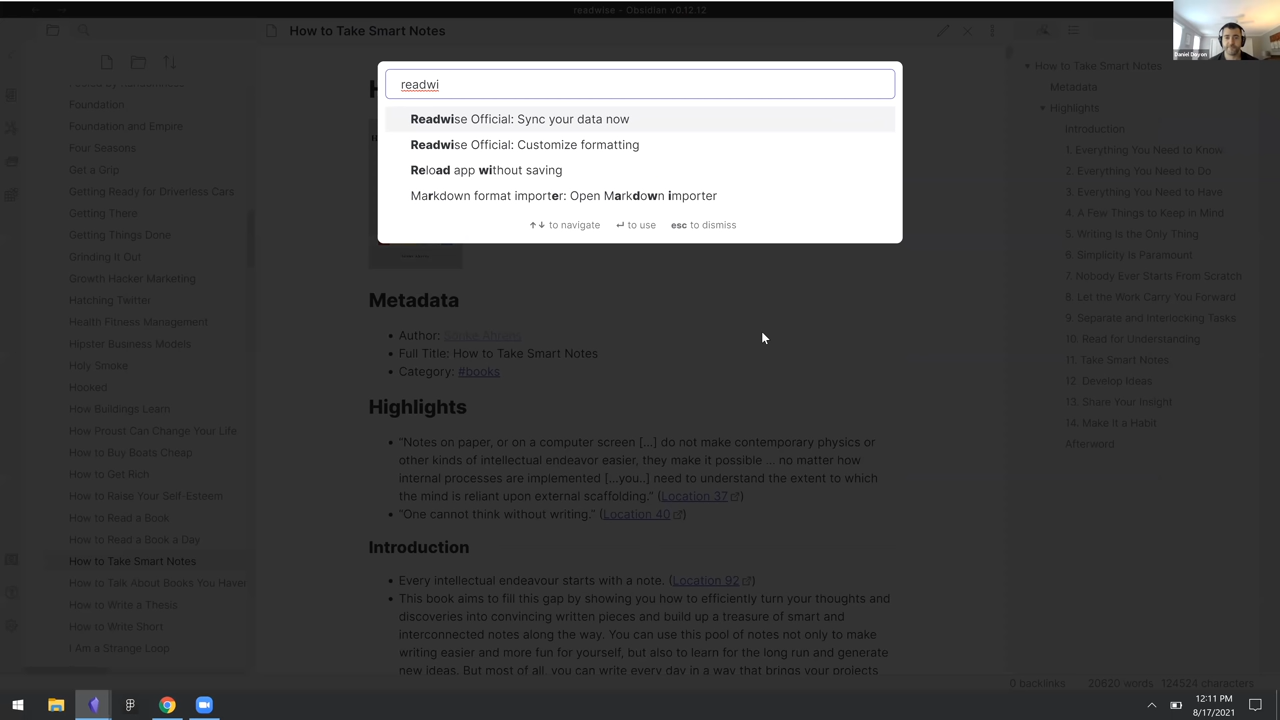 readwise - Obsidian v0.12.12
How to Take Smart Notes
Daniel Doyon
readwi
Readwise Official: Sync your data now
Readwise Official: Customize formatting
Reload app without saving
Markdown format importer: Open Markdown importer
↑↓ to navigate ↵ to use esc to dismiss
Foundation
Foundation and Empire
Four Seasons
Get a Grip
Getting Ready for Driverless Cars
Getting There
Getting Things Done
Grinding It Out
Growth Hacker Marketing
Hatching Twitter
Health Fitness Management
Hipster Business Models
Holy Smoke
Hooked
How Buildings Learn
How Proust Can Change Your Life
How to Buy Boats Cheap
How to Get Rich
How to Raise Your Self-Esteem
How to Read a Book
How to Read a Book a Day
How to Take Smart Notes
How to Talk About Books You Haven
How to Write a Thesis
How to Write Short
I Am a Strange Loop
Metadata
• Author: Sönke Ahrens
• Full Title: How to Take Smart Notes
• Category: #books
Highlights
• "Notes on paper, or on a computer screen [...] do not make contemporary physics or
other kinds of intellectual endeavor easier, they make it possible ... no matter how
internal processes are implemented [...you..] need to understand the extent to which
the mind is reliant upon external scaffolding." (Location 37)
• "One cannot think without writing." (Location 40)
Introduction
• Every intellectual endeavour starts with a note. (Location 92)
• This book aims to fill this gap by showing you how to efficiently turn your thoughts and
discoveries into convincing written pieces and build up a treasure of smart and
interconnected notes along the way. You can use this pool of notes not only to make
writing easier and more fun for yourself, but also to learn for the long run and generate
new ideas. But most of all, you can write every day in a way that brings your projects
How to Take Smart Notes
Metadata
Highlights
Introduction
1. Everything You Need to Know
2. Everything You Need to Do
3. Everything You Need to Have
4. A Few Things to Keep in Mind
5. Writing Is the Only Thing
6. Simplicity Is Paramount
7. Nobody Ever Starts From Scratch
8. Let the Work Carry You Forward
9. Separate and Interlocking Tasks
10. Read for Understanding
11. Take Smart Notes
12. Develop Ideas
13. Share Your Insight
14. Make It a Habit
Afterword
0 backlinks 20620 words 124524 characters
12:11 PM
8/17/2021